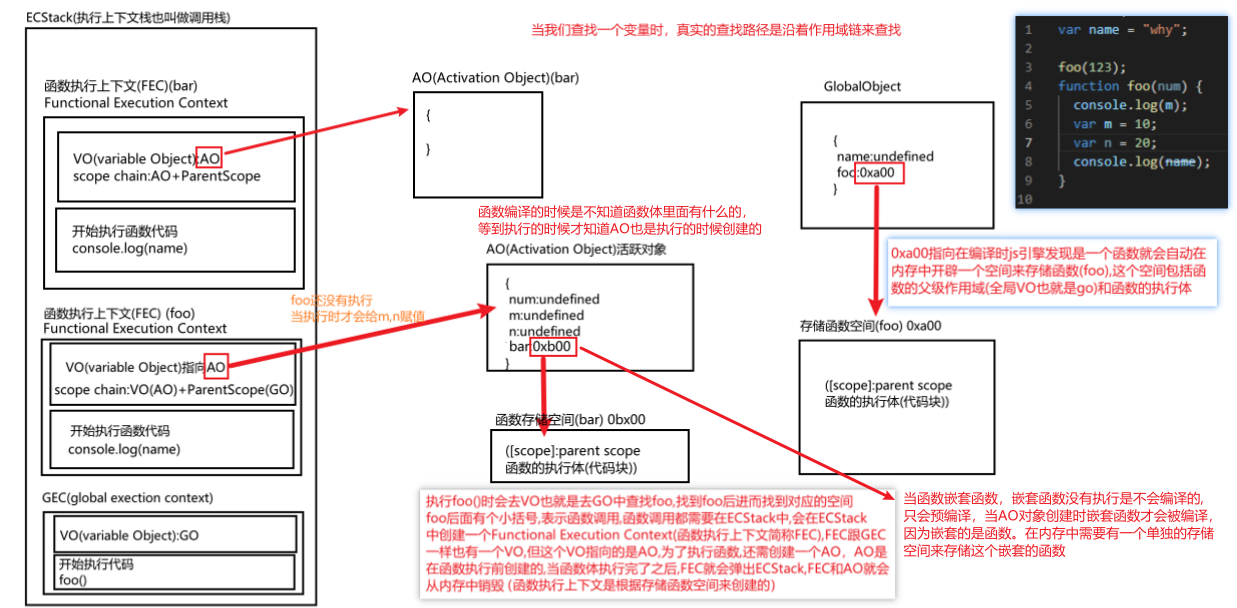 ECStack(执行上下文栈也叫做调用栈)
当我们查找一个变量时，真实的查找路径是沿着作用域链来查找
函数执行上下文(FEC)(bar)
Functional Execution Context
VO(variable Object):AO
scope chain:AO+ParentScope
开始执行函数代码
console.log(name)
函数执行上下文(FEC) (foo)
Functional Execution Context
VO(variable Object)指向AO
scope chain:VO(AO)+ParentScope(GO)
开始执行函数代码
console.log(name)
GEC(global exection context)
VO(variable Object):GO
开始执行代码
foo()
foo还没有执行
当执行时才会给m,n赋值
AO(Activation Object)(bar)
{
}
函数编译的时候是不知道函数体里面有什么的，
等到执行的时候才知道AO也是执行的时候创建的
AO(Activation Object)活跃对象
{
num:undefined
m:undefined
n:undefined
bar:0xb00
}
函数存储空间(bar) 0bx00
([scope]:parent scope
函数的执行体(代码块))
执行foo()时会去VO也就是去GO中查找foo,找到foo后进而找到对应的空间
foo后面有个小括号,表示函数调用,函数调用都需要在ECStack中,会在ECStack
中创建一个Functional Execution Context(函数执行上下文简称FEC),FEC跟GEC
一样也有一个VO,但这个VO指向的是AO,为了执行函数,还需创建一个AO，AO是
在函数执行前创建的,当函数体执行完了之后,FEC就会弹出ECStack,FEC和AO就会
从内存中销毁 (函数执行上下文是根据存储函数空间来创建的)
GlobalObject
{
name:undefined
foo:0xa00
}
0xa00指向在编译时js引擎发现是一个函数就会自动在
内存中开辟一个空间来存储函数(foo),这个空间包括函
数的父级作用域(全局VO也就是go)和函数的执行体
存储函数空间(foo) 0xa00
([scope]:parent scope
函数的执行体(代码块))
当函数嵌套函数，嵌套函数没有执行是不会编译的,
只会预编译，当AO对象创建时嵌套函数才会被编译，
因为嵌套的是函数。在内存中需要有一个单独的存储
空间来存储这个嵌套的函数
1 var name = "why";
2
3 foo(123);
4 function foo(num) {
5 console.log(m);
6 var m = 10;
7 var n = 20;
8 console.log(name);
9 }
10